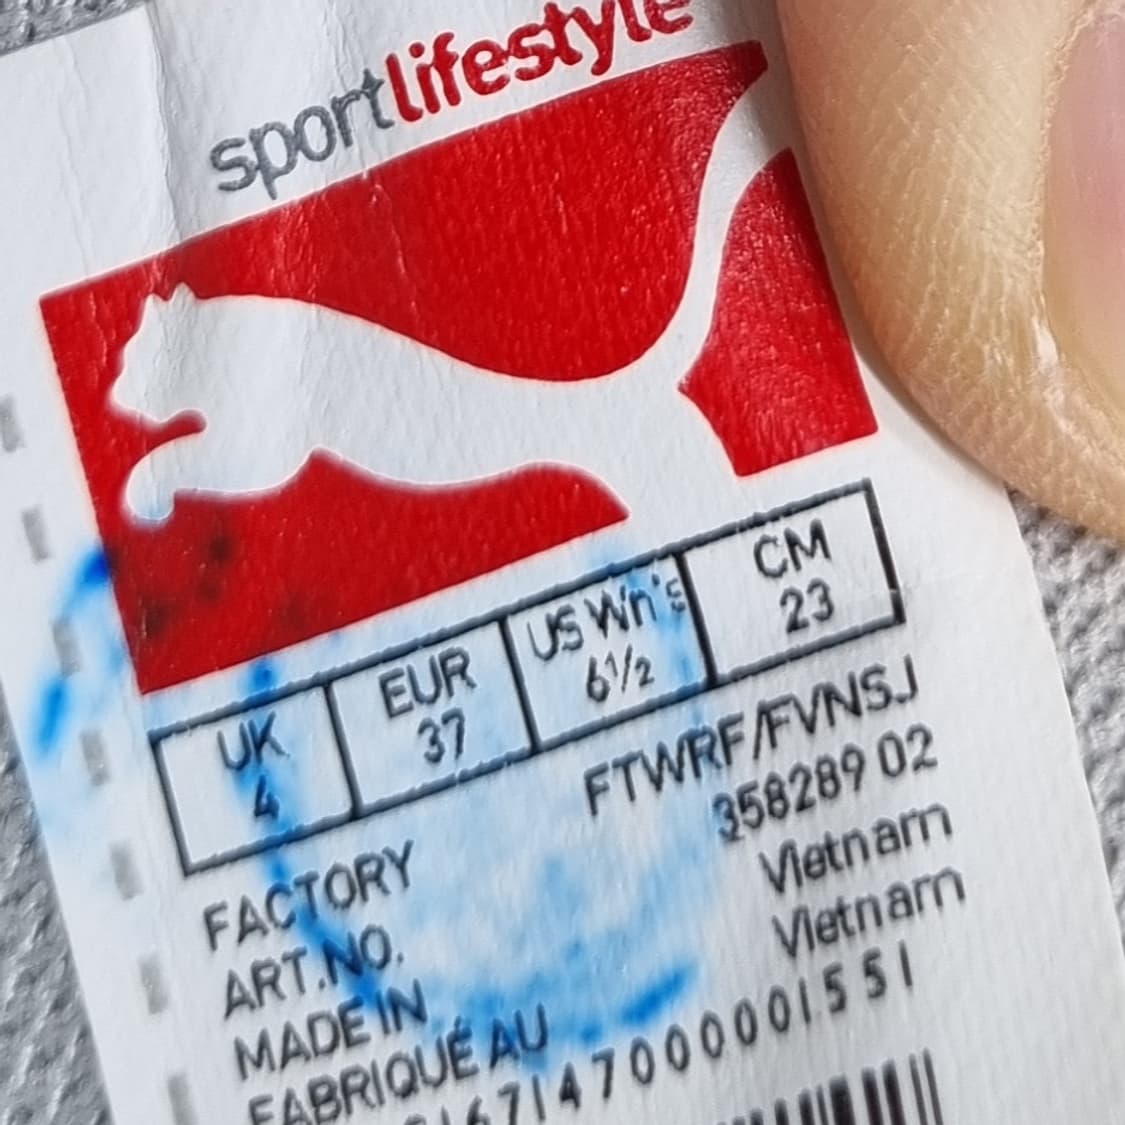 sportlifestyle
UK EUR US Wn's CM
4 37 6½ 23
FACTORY FTWRF/FVNSJ
ART.NO. 358289 02
MADE IN Vietnam
FABRIQUÉ AU Vietnam